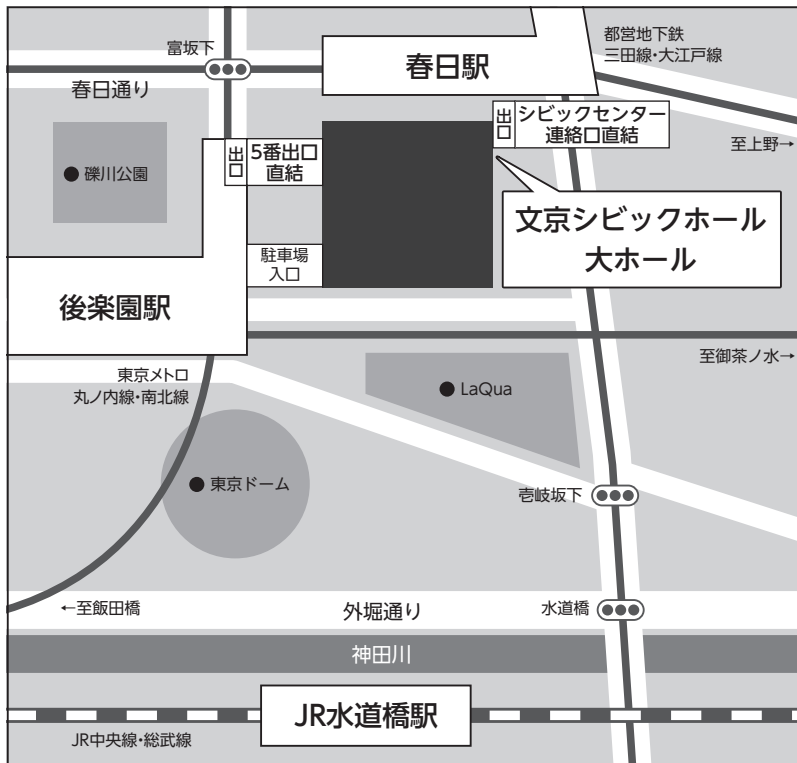 富坂下
春日駅
都営地下鉄
三田線・大江戸線
春日通り
出口
シビックセンター
連絡口直結
至上野→
出口
5番出口
直結
礫川公園
文京シビックホール
大ホール
駐車場
入口
後楽園駅
至御茶ノ水→
東京メトロ
丸ノ内線・南北線
LaQua
東京ドーム
壱岐坂下
←至飯田橋
外堀通り
水道橋
神田川
JR水道橋駅
JR中央線・総武線